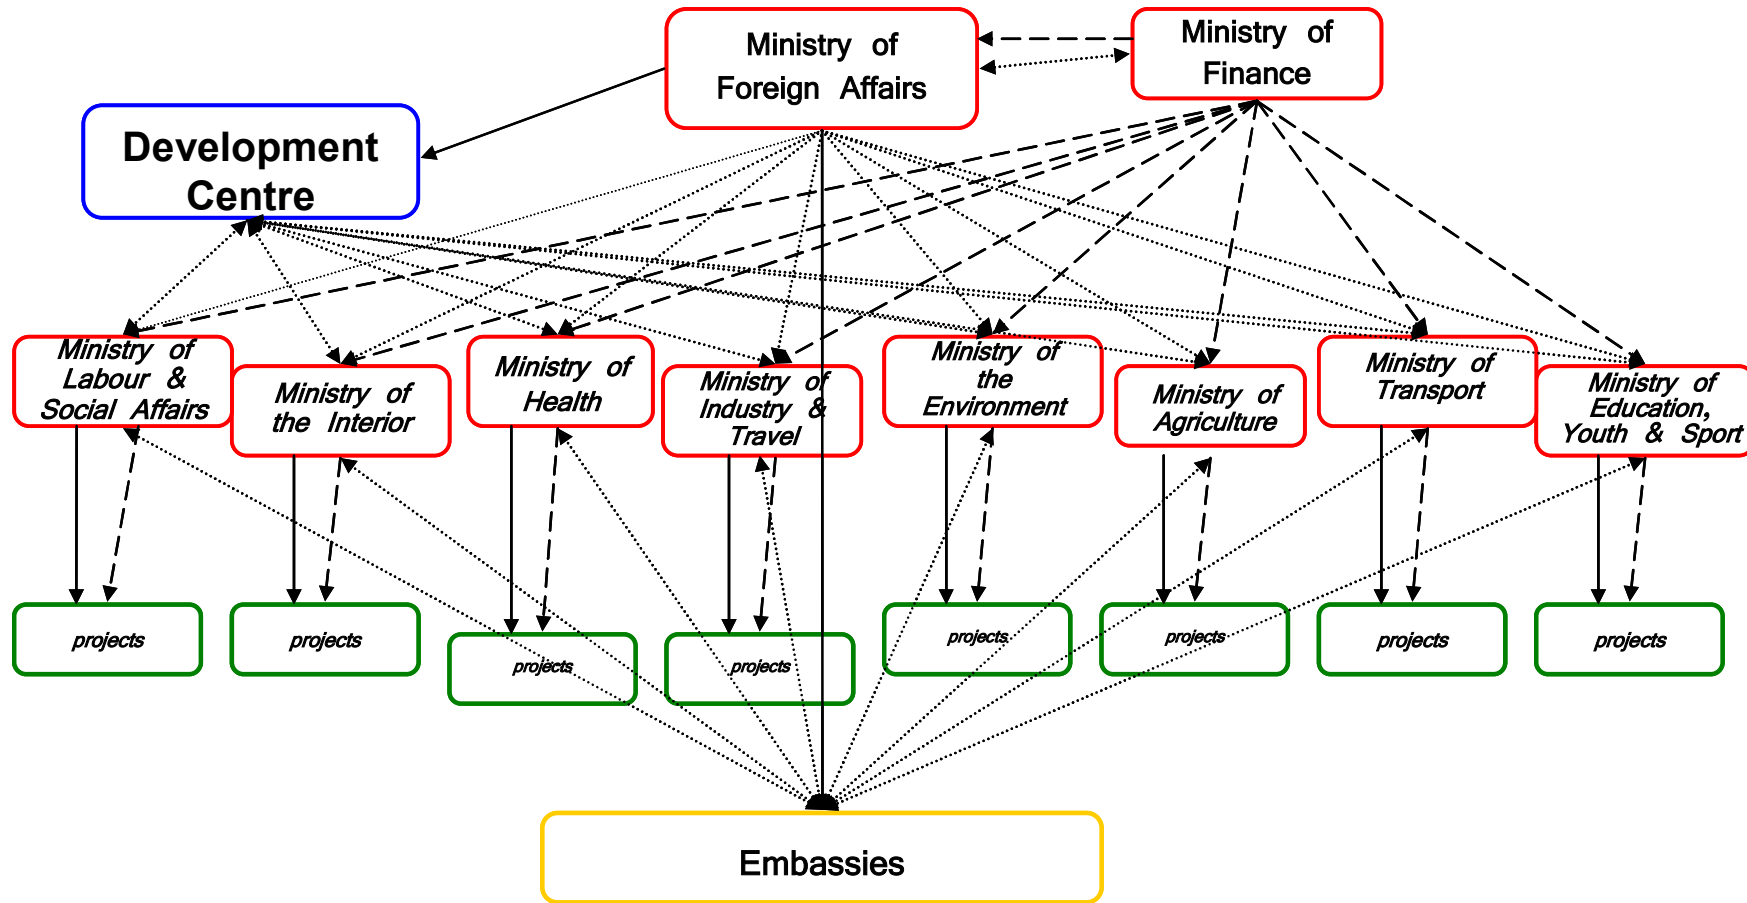 Ministry of
Foreign Affairs
Ministry of
Finance
Development
Centre
Ministry of
Labour &
Social Affairs
Ministry of
the Interior
Ministry of
Health
Ministry of
Industry &
Travel
Ministry of
the
Environment
Ministry of
Agriculture
Ministry of
Transport
Ministry of
Education,
Youth & Sport
projects
projects
projects
projects
projects
projects
projects
projects
Embassies